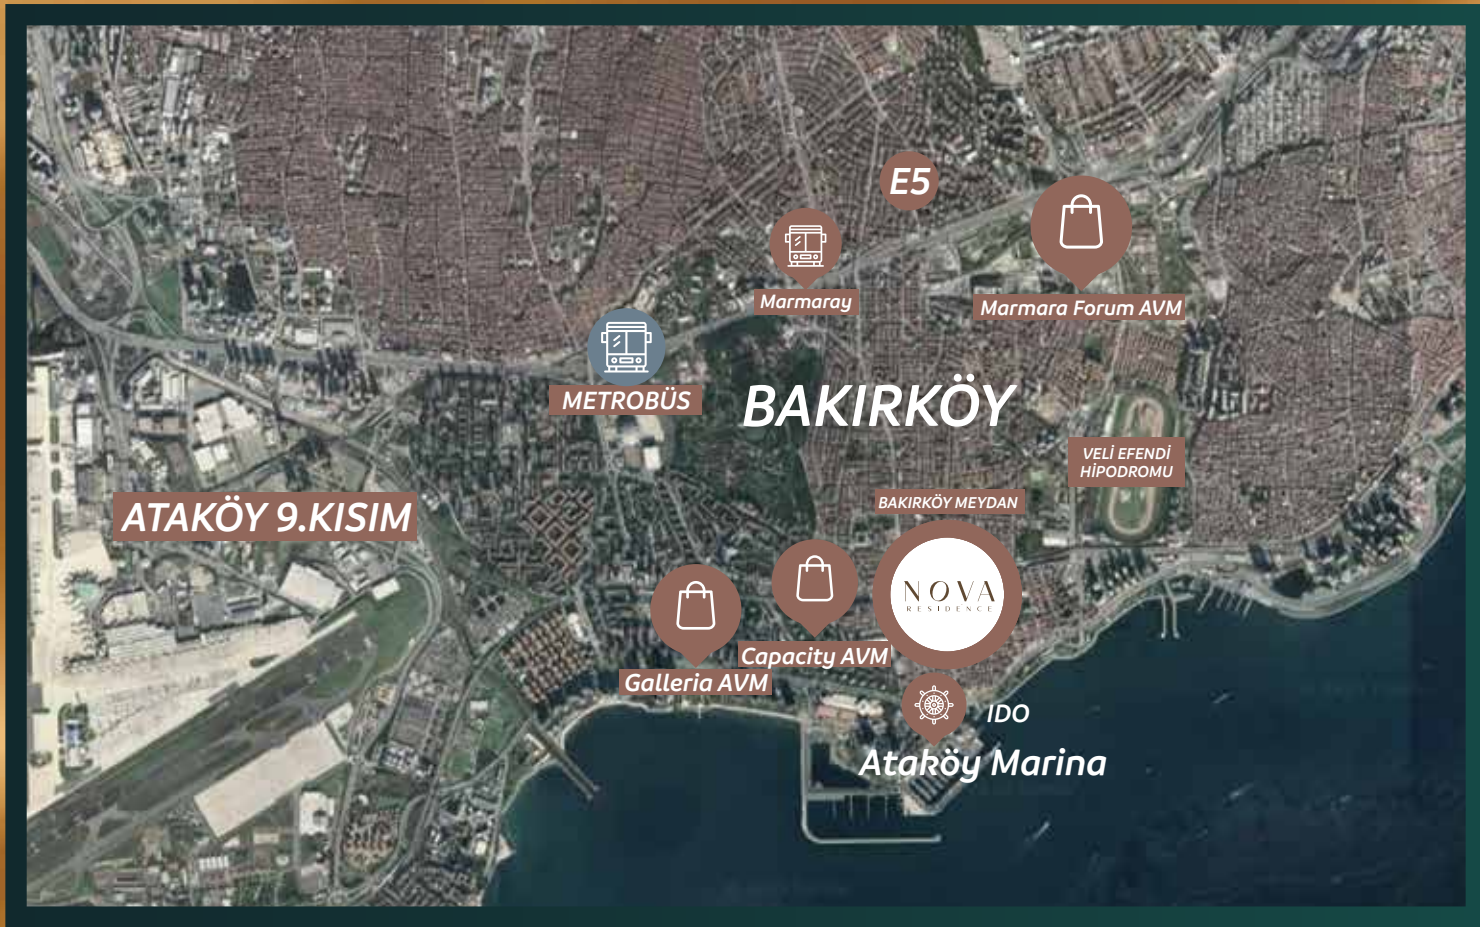 E5
Marmaray
Marmara Forum AVM
METROBÜS
BAKIRKÖY
VELİ EFENDİ
HİPODROMU
ATAKÖY 9.KISIM
BAKIRKÖY MEYDAN
NOVA
RESIDENCE
Capacity AVM
Galleria AVM
IDO
Ataköy Marina